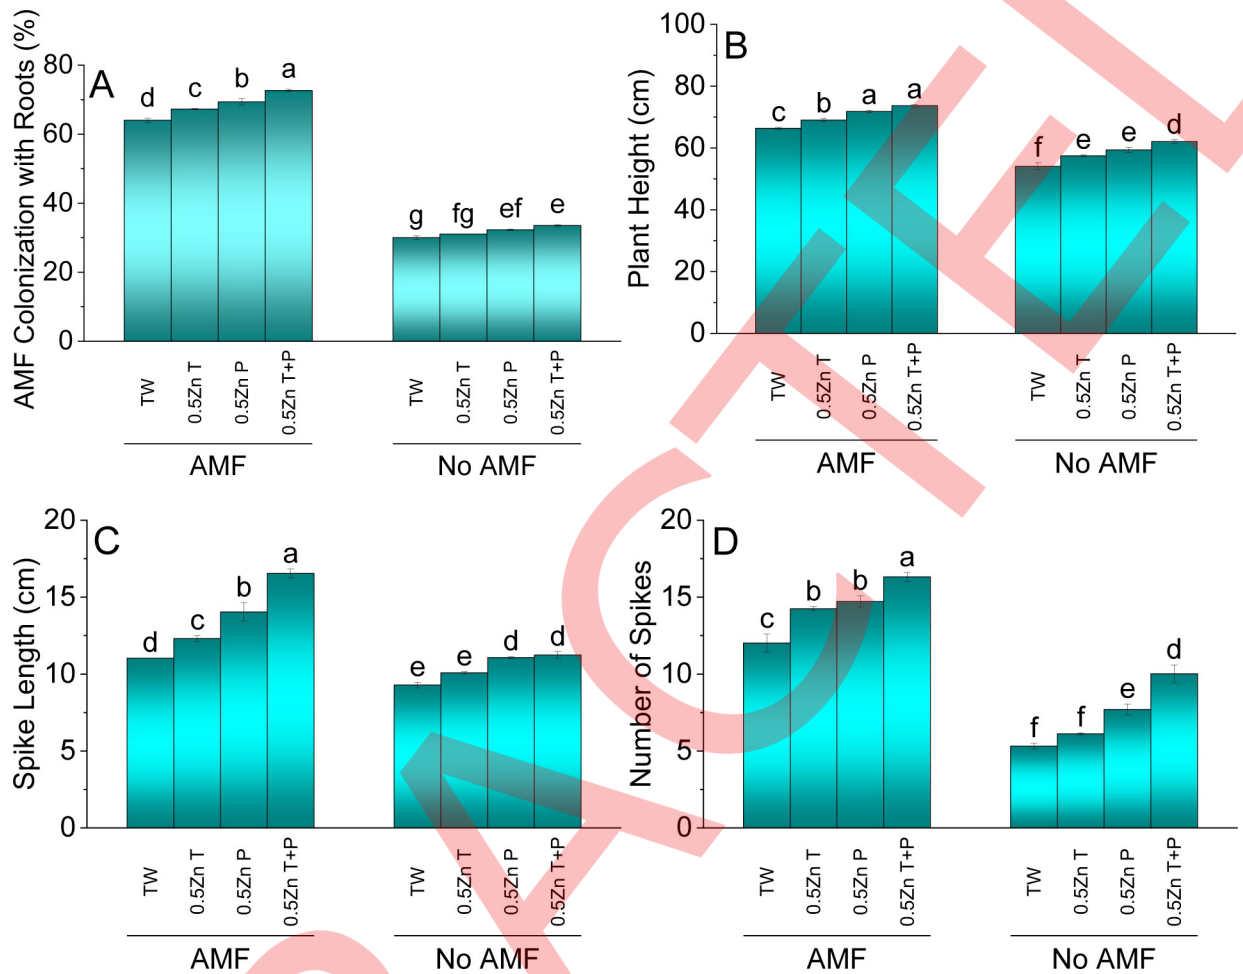 A
AMF Colonization with Roots (%)
80
60
40
20
0
d
c
b
a
g
fg
ef
e
TW
0.5Zn T
0.5Zn P
0.5Zn T+P
TW
0.5Zn T
0.5Zn P
0.5Zn T+P
AMF
No AMF
B
Plant Height (cm)
100
80
60
40
20
0
c
b
a
a
f
e
e
d
TW
0.5Zn T
0.5Zn P
0.5Zn T+P
TW
0.5Zn T
0.5Zn P
0.5Zn T+P
AMF
No AMF
C
Spike Length (cm)
20
15
10
5
0
d
c
b
a
e
e
d
d
TW
0.5Zn T
0.5Zn P
0.5Zn T+P
TW
0.5Zn T
0.5Zn P
0.5Zn T+P
AMF
No AMF
D
Number of Spikes
20
15
10
5
0
c
b
b
a
f
f
e
d
TW
0.5Zn T
0.5Zn P
0.5Zn T+P
TW
0.5Zn T
0.5Zn P
0.5Zn T+P
AMF
No AMF